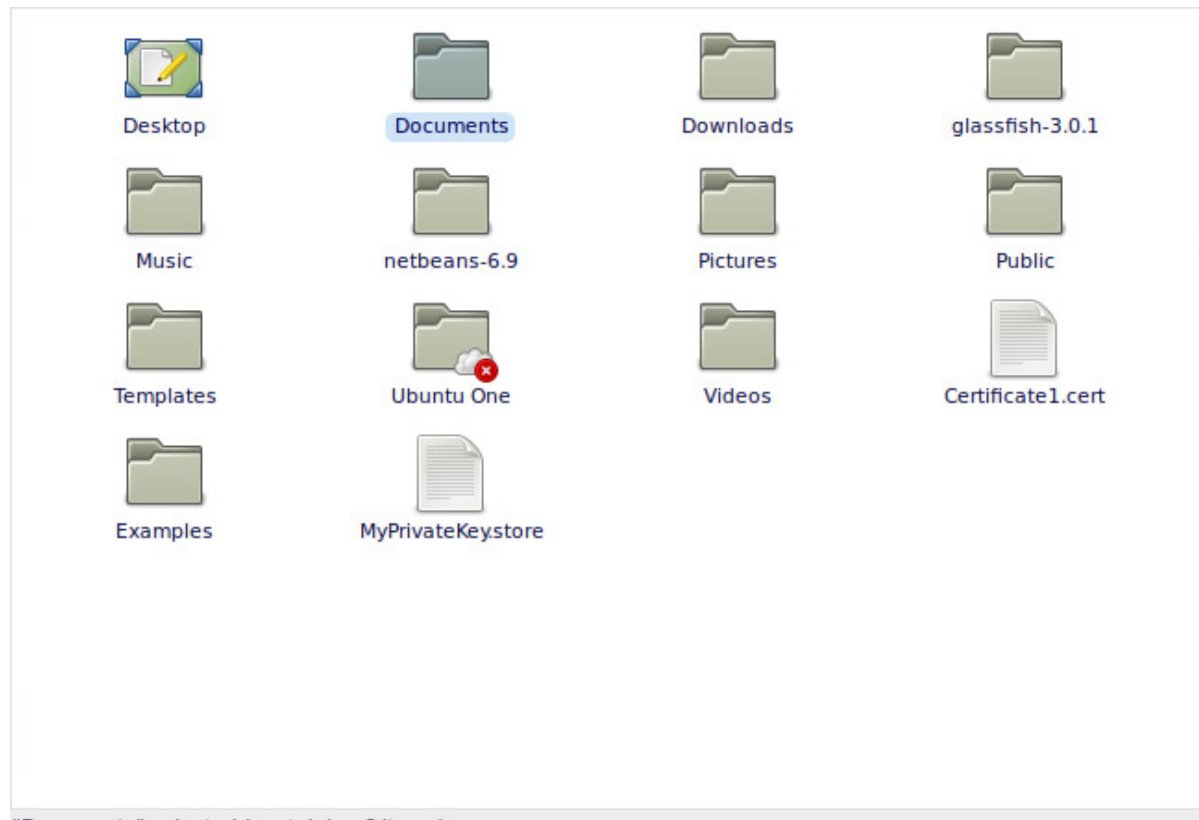 Desktop
Documents
Downloads
glassfish-3.0.1
Music
netbeans-6.9
Pictures
Public
Templates
Ubuntu One
Videos
Certificate1.cert
Examples
MyPrivateKey.store